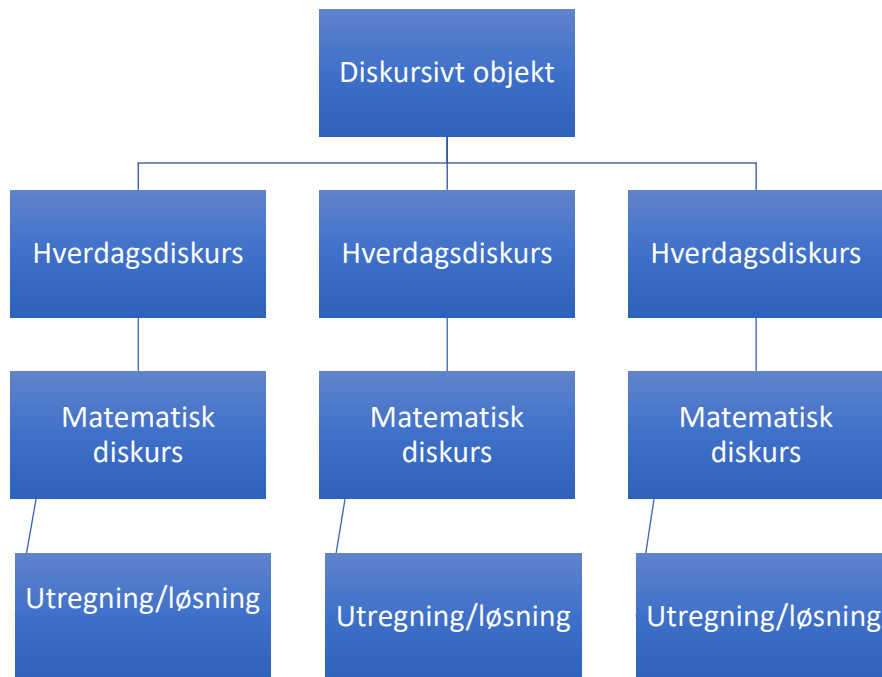 Diskursivt objekt
Hverdagsdiskurs
Hverdagsdiskurs
Hverdagsdiskurs
Matematisk
diskurs
Matematisk
diskurs
Matematisk
diskurs
Utregning/løsning
Utregning/løsning
Utregning/løsning